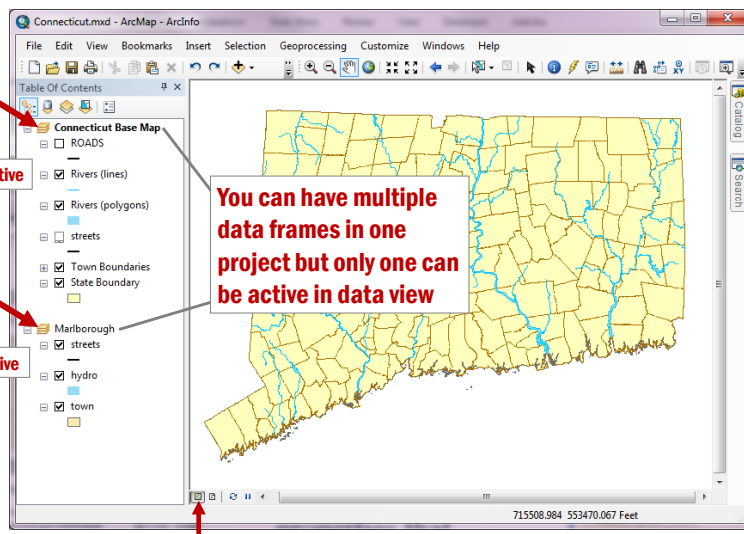 Connecticut.mxd - ArcMap - ArcInfo
File Edit View Bookmarks Insert Selection Geoprocessing Customize Windows Help
Table Of Contents
Connecticut Base Map
ROADS
Rivers (lines)
Rivers (polygons)
streets
Town Boundaries
State Boundary
Marlborough
streets
hydro
town
tive
ive
You can have multiple
data frames in one
project but only one can
be active in data view
Catalog
Search
715508.984 553470.067 Feet